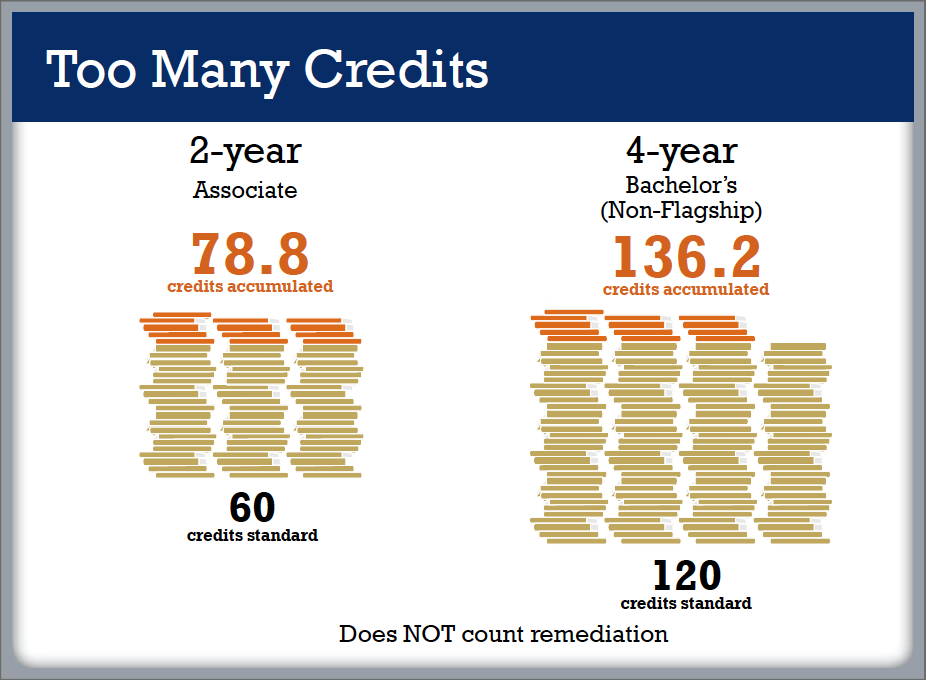 Too Many Credits
2-year
Associate
78.8
credits accumulated
60
credits standard
4-year
Bachelor’s
(Non-Flagship)
136.2
credits accumulated
120
credits standard
Does NOT count remediation